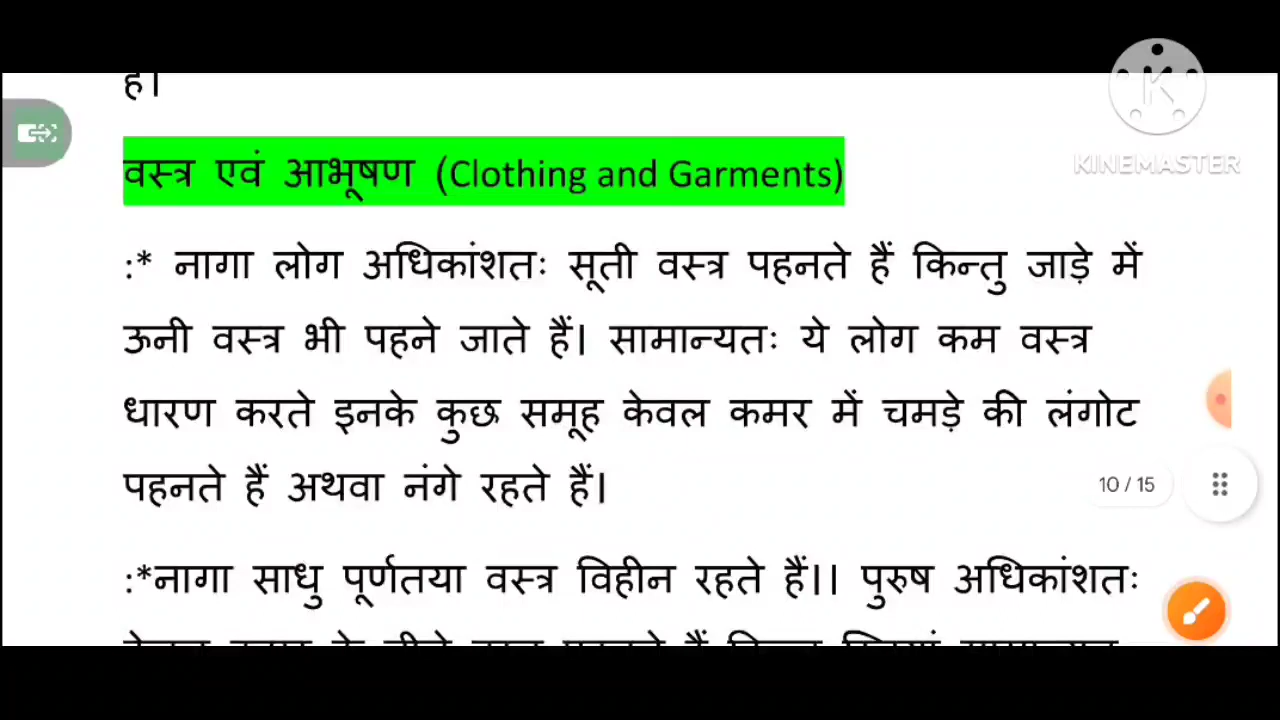 है।
वस्त्र एवं आभूषण (Clothing and Garments)
:* नागा लोग अधिकांशतः सूती वस्त्र पहनते हैं किन्तु जाड़े में
ऊनी वस्त्र भी पहने जाते हैं। सामान्यतः ये लोग कम वस्त्र
धारण करते इनके कुछ समूह केवल कमर में चमड़े की लंगोट
पहनते हैं अथवा नंगे रहते हैं।
:*नागा साधु पूर्णतया वस्त्र विहीन रहते हैं।। पुरुष अधिकांशतः
K
KINEMASTER
10 / 15